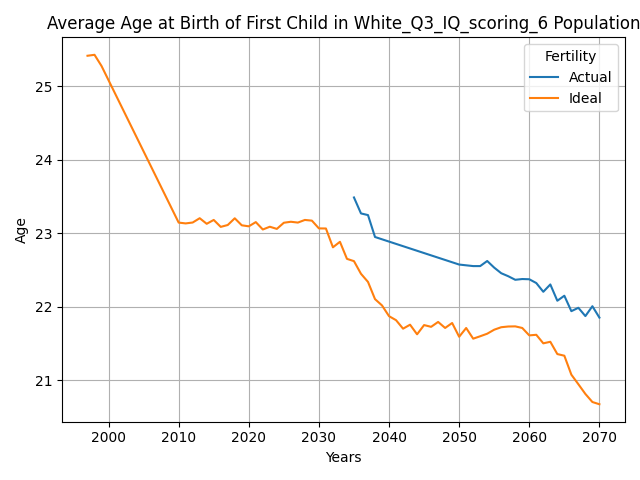 Average Age at Birth of First Child in White_Q3_IQ_scoring_6 Population
Fertility
Actual
Ideal
25
24
23
22
21
Age
2000 2010 2020 2030 2040 2050 2060 2070
Years